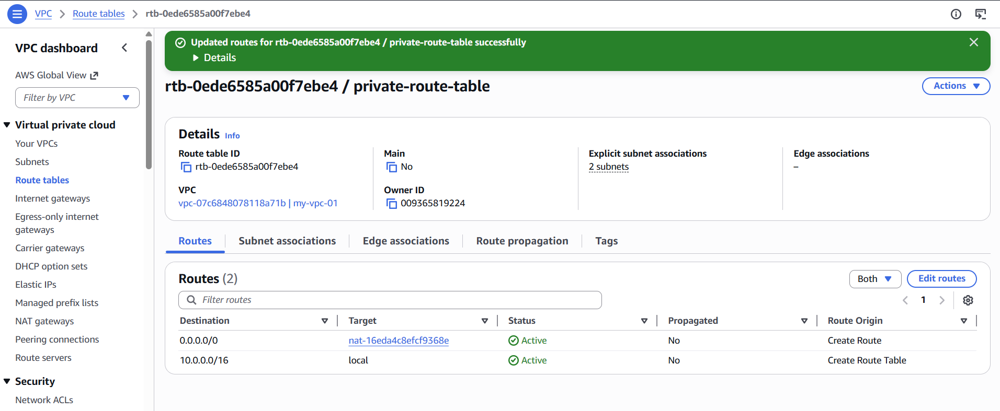 VPC > Route tables > rtb-0ede6585a00f7ebe4
VPC dashboard
AWS Global View
Filter by VPC
Virtual private cloud
Your VPCs
Subnets
Route tables
Internet gateways
Egress-only internet
gateways
Carrier gateways
DHCP option sets
Elastic IPs
Managed prefix lists
NAT gateways
Peering connections
Route servers
Security
Network ACLs
Updated routes for rtb-0ede6585a00f7ebe4 / private-route-table successfully
Details
rtb-0ede6585a00f7ebe4 / private-route-table
Actions
Details Info
Route table ID
rtb-0ede6585a00f7ebe4
Main
No
Explicit subnet associations
2 subnets
Edge associations
–
VPC
vpc-07c6848078118a71b | my-vpc-01
Owner ID
009365819224
Routes
Subnet associations
Edge associations
Route propagation
Tags
Routes (2)
Both
Edit routes
Filter routes
1
Destination Target Status Propagated Route Origin
0.0.0.0/0 nat-16eda4c8efcf9368e Active No Create Route
10.0.0.0/16 local Active No Create Route Table